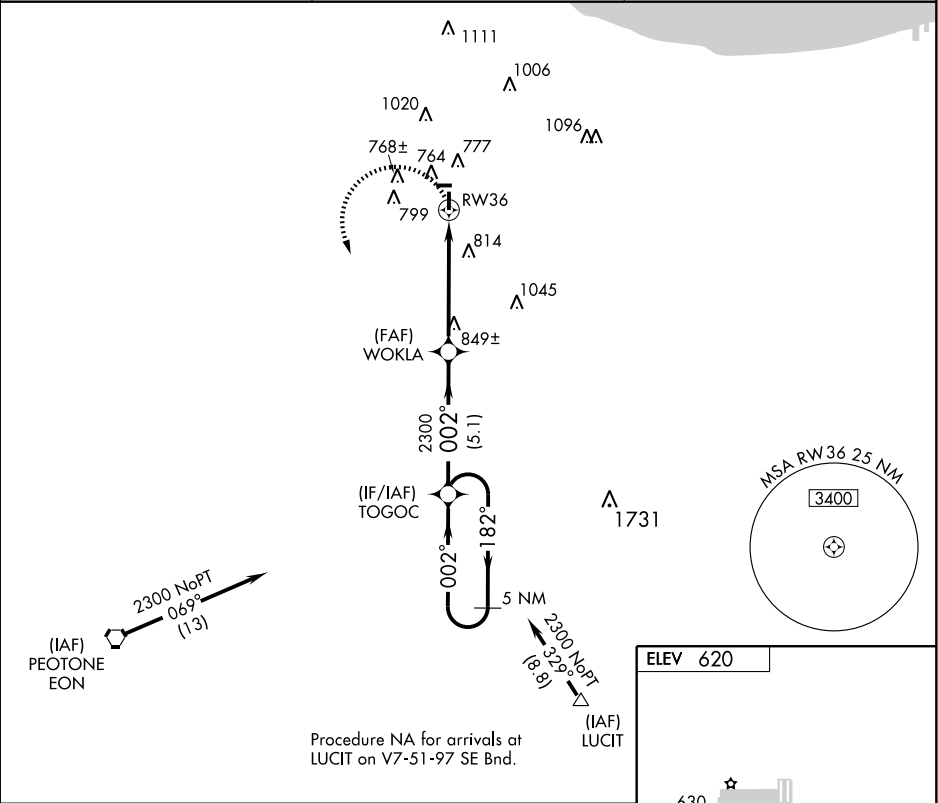 1111
1006
1020
1096
768±
764
777
799
RW36
814
1045
849±
(FAF)
WOKLA
2300
002°
(5.1)
MSA RW36 25 NM
3400
(IF/IAF)
TOGOC
1731
002°
182°
5 NM
2300 NoPT
069°
(13)
(IAF)
PEOTONE
EON
2300 NoPT
329°
(8.8)
(IAF)
LUCIT
ELEV 620
Procedure NA for arrivals at
LUCIT on V7-51-97 SE Bnd.
630